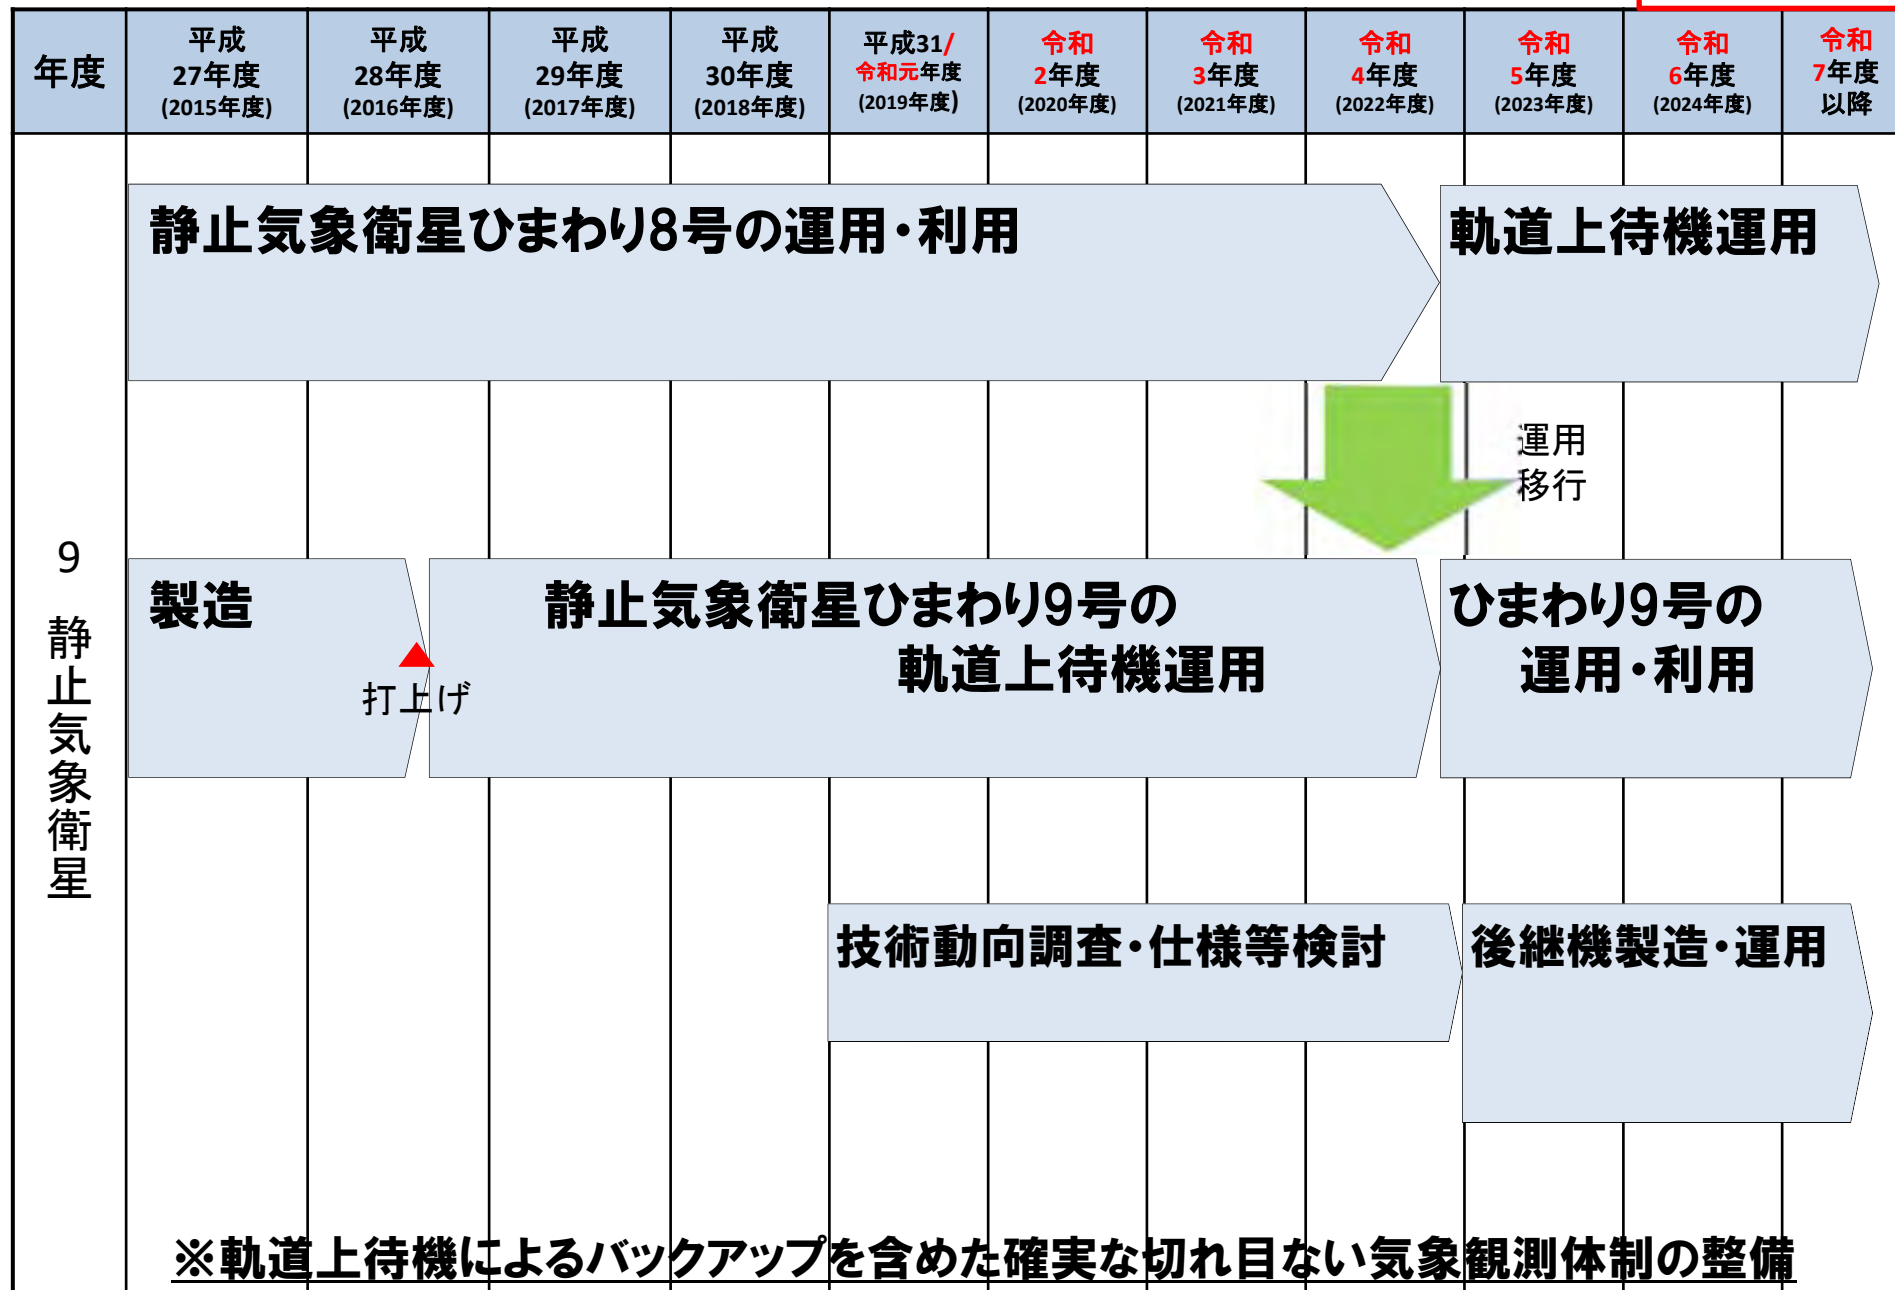 年度
平成
27年度
(2015年度)
平成
28年度
(2016年度)
平成
29年度
(2017年度)
平成
30年度
(2018年度)
平成31/
令和元年度
(2019年度)
令和
2年度
(2020年度)
令和
3年度
(2021年度)
令和
4年度
(2022年度)
令和
5年度
(2023年度)
令和
6年度
(2024年度)
令和
7年度
以降
9 静止気象衛星
静止気象衛星ひまわり8号の運用・利用
軌道上待機運用
運用
移行
製造
打上げ
静止気象衛星ひまわり9号の
軌道上待機運用
ひまわり9号の
運用・利用
技術動向調査・仕様等検討
後継機製造・運用
※軌道上待機によるバックアップを含めた確実な切れ目ない気象観測体制の整備